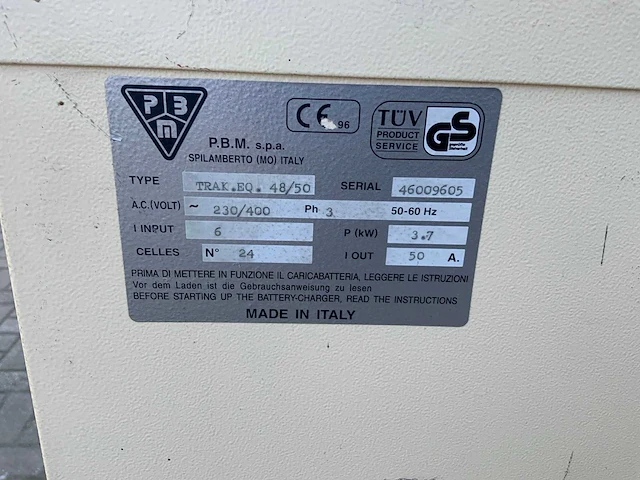 P B M
P.B.M. s.p.a.
SPILAMBERTO (MO) ITALY
CE 96
TÜV
PRODUCT
SERVICE
GS
geprüfte
Sicherheit
TYPE TRAK.EQ. 48/50 SERIAL 46009605
A.C.(VOLT) ~ 230/400 Ph 3 50-60 Hz
I INPUT 6 P (kW) 3.7
CELLES N° 24 I OUT 50 A.
PRIMA DI METTERE IN FUNZIONE IL CARICABATTERIA, LEGGERE LE ISTRUZIONI
Vor dem Laden ist die Gebrauchsanweisung zu lesen
BEFORE STARTING UP THE BATTERY-CHARGER, READ THE INSTRUCTIONS
MADE IN ITALY